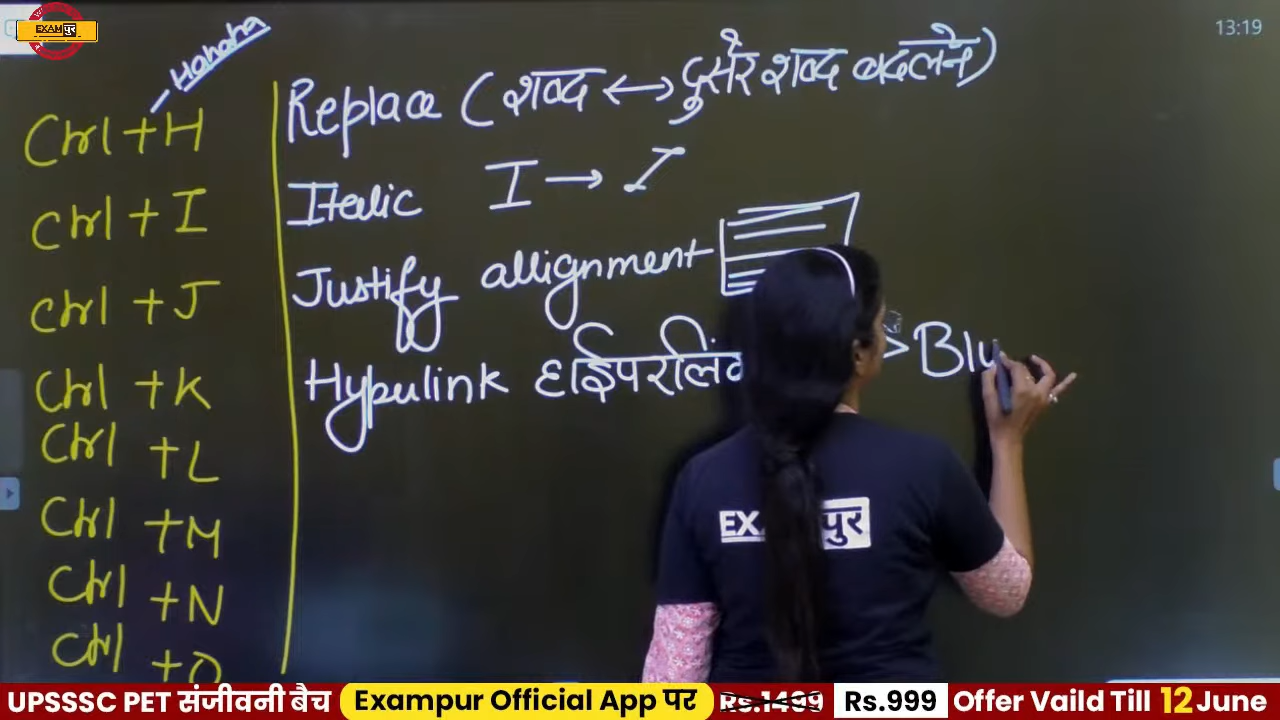 EXAMपुर
13:19
Hahaha
Ctrl + H Replace ( शब्द ↔ दुसरे शब्द बदलने )
Ctrl + I Italic I → I
Ctrl + J Justify allignment
Ctrl + K Hyperlink हाईपरलिंक > Blu
Ctrl + L
Ctrl + M
Ctrl + N
Ctrl + O
EXAMपुर
UPSSSC PET संजीवनी बैच Exampur Official App पर Rs.1499 Rs.999 Offer Vaild Till 12 June